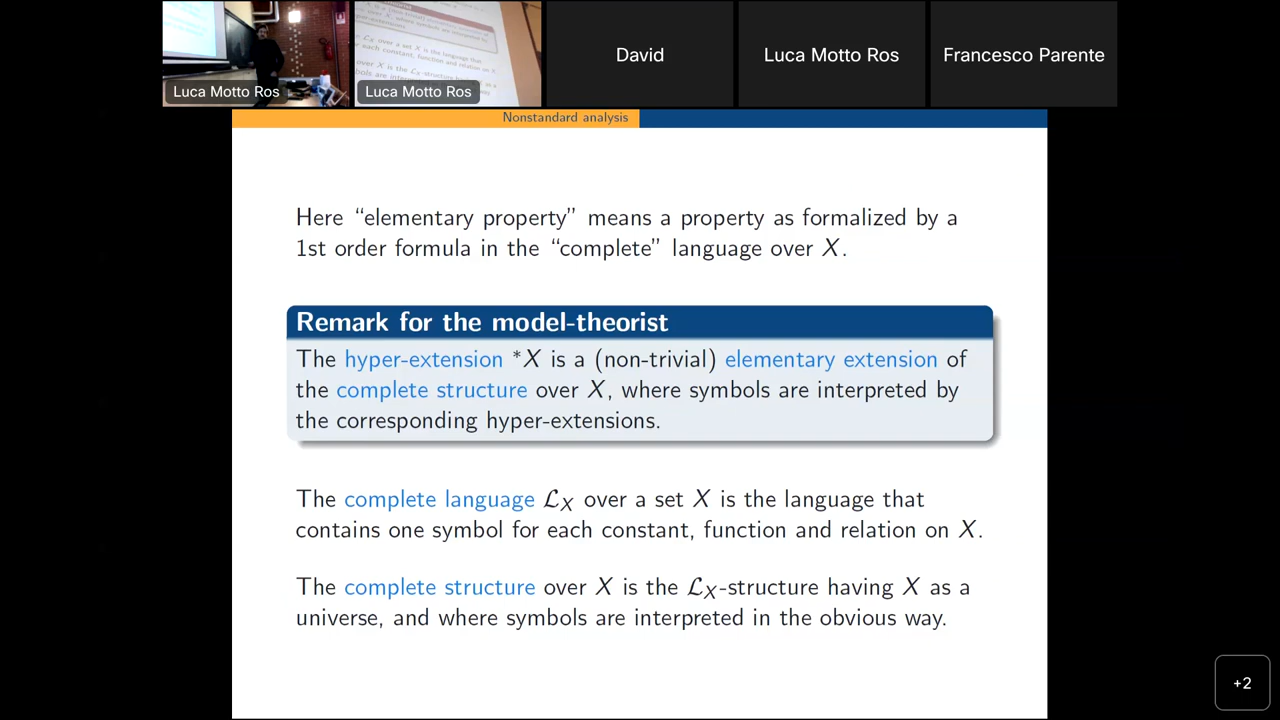 Luca Motto Ros
Luca Motto Ros
David
Luca Motto Ros
Francesco Parente
Nonstandard analysis
Here “elementary property” means a property as formalized by a
1st order formula in the “complete” language over X.
Remark for the model-theorist
The hyper-extension *X is a (non-trivial) elementary extension of
the complete structure over X, where symbols are interpreted by
the corresponding hyper-extensions.
The complete language ℒ_X over a set X is the language that
contains one symbol for each constant, function and relation on X.
The complete structure over X is the ℒ_X-structure having X as a
universe, and where symbols are interpreted in the obvious way.
+2